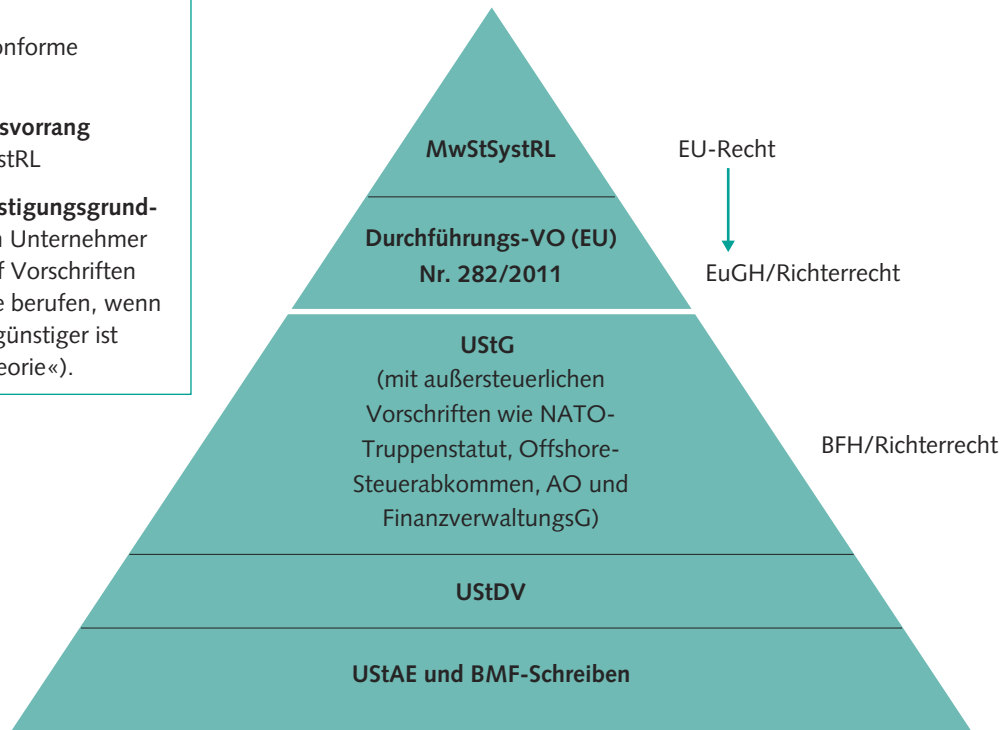 onforme
svorrang
stRL
stigungsgrund-
n Unternehmer
f Vorschriften
e berufen, wenn
günstiger ist
eorie«).
MwStSystRL
EU-Recht
Durchführungs-VO (EU)
Nr. 282/2011
EuGH/Richterrecht
UStG
(mit außersteuerlichen
Vorschriften wie NATO-
Truppenstatut, Offshore-
Steuerabkommen, AO und
FinanzverwaltungsG)
BFH/Richterrecht
UStDV
UStAE und BMF-Schreiben